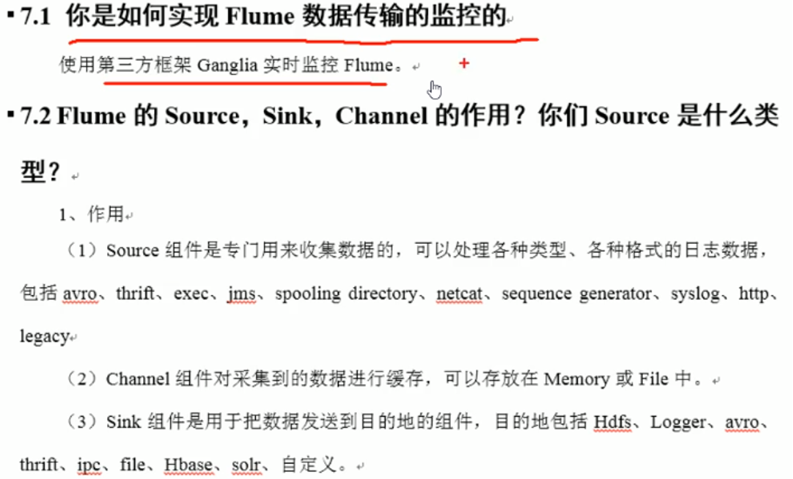 7.1 你是如何实现 Flume 数据传输的监控的
使用第三方框架 Ganglia 实时监控 Flume。
7.2 Flume 的 Source，Sink，Channel 的作用？你们 Source 是什么类
型？
1、作用
（1）Source 组件是专门用来收集数据的，可以处理各种类型、各种格式的日志数据，
包括 avro、thrift、exec、jms、spooling directory、netcat、sequence generator、syslog、http、
legacy
（2）Channel 组件对采集到的数据进行缓存，可以存放在 Memory 或 File 中。
（3）Sink 组件是用于把数据发送到目的地的组件，目的地包括 Hdfs、Logger、avro、
thrift、ipc、file、Hbase、solr、自定义。